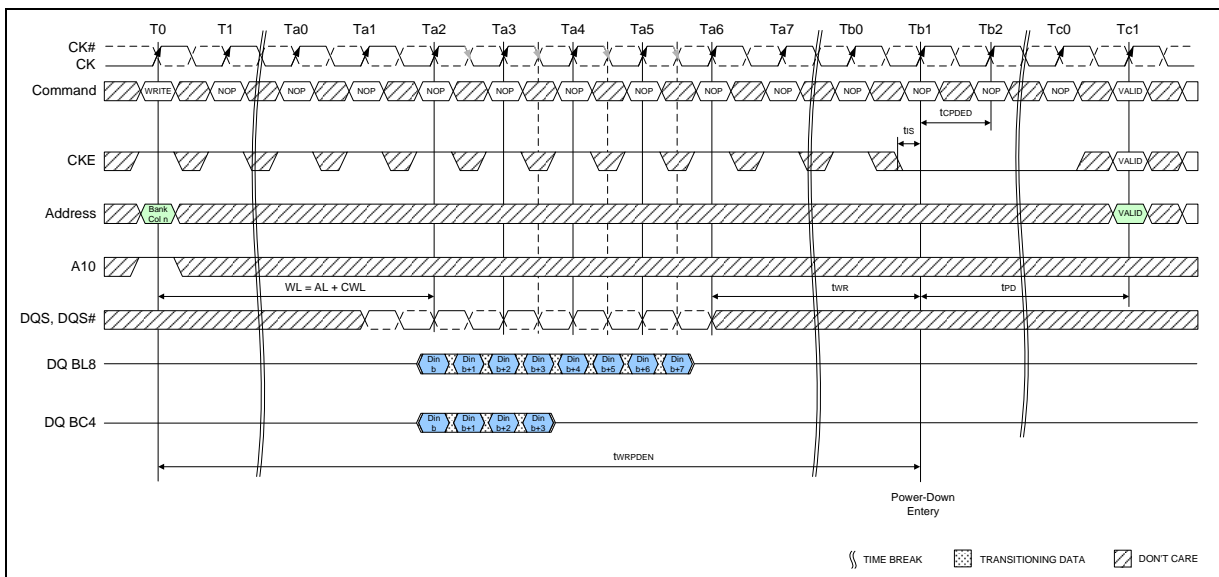 T0 T1 Ta0 Ta1 Ta2 Ta3 Ta4 Ta5 Ta6 Ta7 Tb0 Tb1 Tb2 Tc0 Tc1
CK#
CK
Command WRITE NOP NOP NOP NOP NOP NOP NOP NOP NOP NOP NOP NOP NOP VALID
tCPDED
tIS
CKE VALID
Address Bank Col n VALID
A10
WL = AL + CWL tWR tPD
DQS, DQS#
DQ BL8 Din b Din b+1 Din b+2 Din b+3 Din b+4 Din b+5 Din b+6 Din b+7
DQ BC4 Din b Din b+1 Din b+2 Din b+3
tWRPDEN
Power-Down
Entery
TIME BREAK TRANSITIONING DATA DON'T CARE